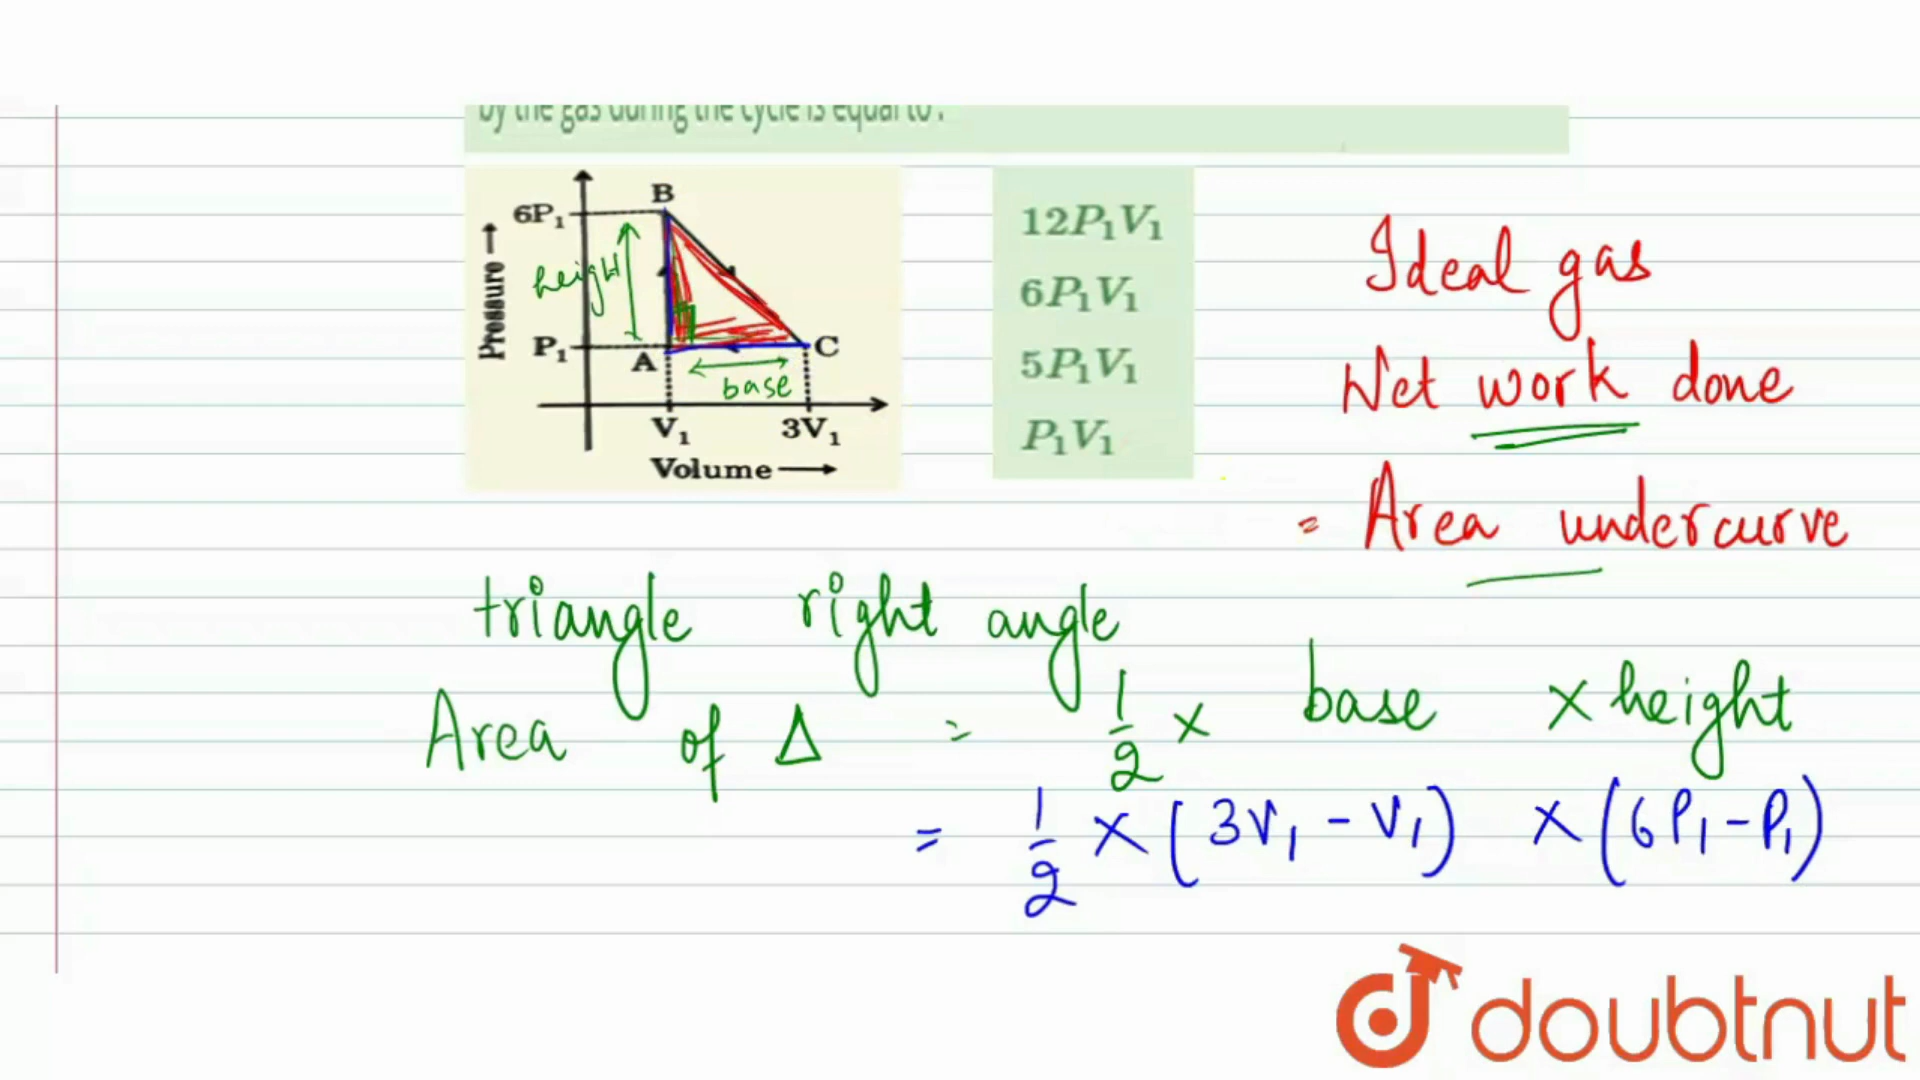 by the gas during the cycle is equal to ?
B
6P₁
Pressure
height
P₁
A
C
base
V₁ 3V₁
Volume
12P₁V₁
6P₁V₁
5P₁V₁
P₁V₁
Ideal gas
Net work done
= Area undercurve
triangle right angle
Area of Δ = 1/2 × base × height
= 1/2 × (3V₁ - V₁) × (6P₁ - P₁)
doubtnut